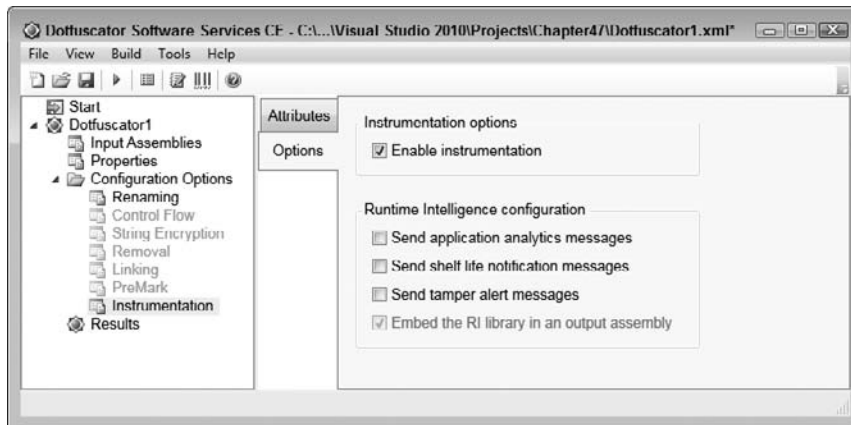 Dotfuscator Software Services CE - C:\...\Visual Studio 2010\Projects\Chapter47\Dotfuscator1.xml*
File View Build Tools Help
Start
Dotfuscator1
Input Assemblies
Properties
Configuration Options
Renaming
Control Flow
String Encryption
Removal
Linking
PreMark
Instrumentation
Results
Attributes
Options
Instrumentation options
Enable instrumentation
Runtime Intelligence configuration
Send application analytics messages
Send shelf life notification messages
Send tamper alert messages
Embed the RI library in an output assembly